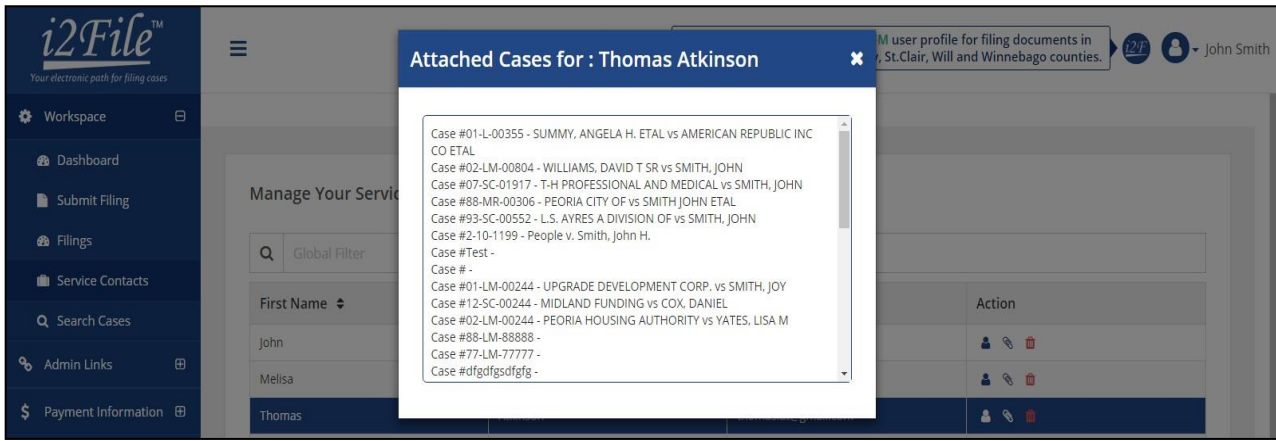 i2File™
Your electronic path for filing cases
M user profile for filing documents in
, St.Clair, Will and Winnebago counties.
i2F
John Smith
Workspace
Dashboard
Submit Filing
Filings
Service Contacts
Search Cases
Admin Links
$ Payment Information
Attached Cases for : Thomas Atkinson
Case #01-L-00355 - SUMMY, ANGELA H. ETAL vs AMERICAN REPUBLIC INC
CO ETAL
Case #02-LM-00804 - WILLIAMS, DAVID T SR vs SMITH, JOHN
Case #07-SC-01917 - T-H PROFESSIONAL AND MEDICAL vs SMITH, JOHN
Case #88-MR-00306 - PEORIA CITY OF vs SMITH JOHN ETAL
Case #93-SC-00552 - L.S. AYRES A DIVISION OF vs SMITH, JOHN
Case #2-10-1199 - People v. Smith, John H.
Case #Test -
Case # -
Case #01-LM-00244 - UPGRADE DEVELOPMENT CORP. vs SMITH, JOY
Case #12-SC-00244 - MIDLAND FUNDING vs COX, DANIEL
Case #02-LM-00244 - PEORIA HOUSING AUTHORITY vs YATES, LISA M
Case #88-LM-88888 -
Case #77-LM-77777 -
Case #dfgdfgsdfgfg -
Manage Your Servic
Global Filter
First Name
Action
John
Melisa
Thomas